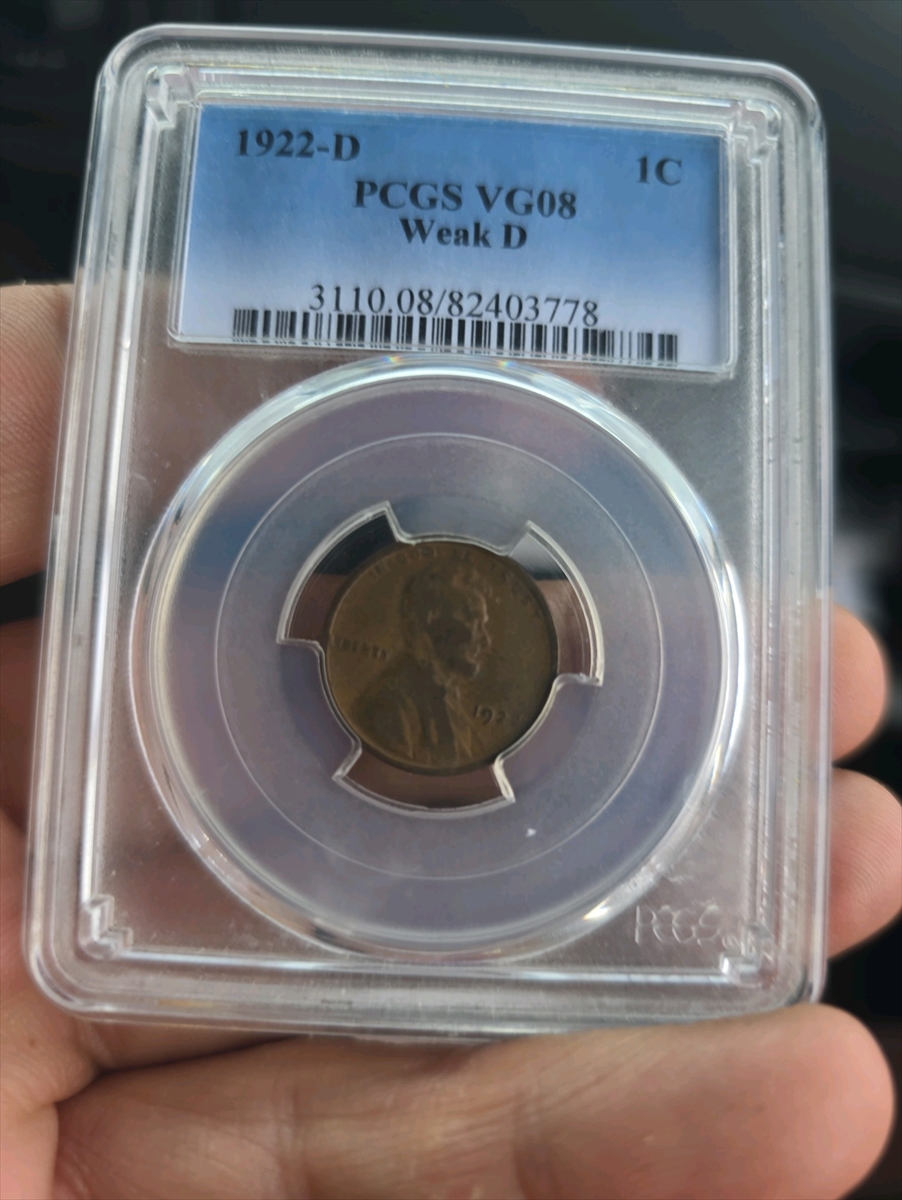 1922-D
1C
PCGS VG08
Weak D
3110.08/82403778
LIBERTY
PCGS